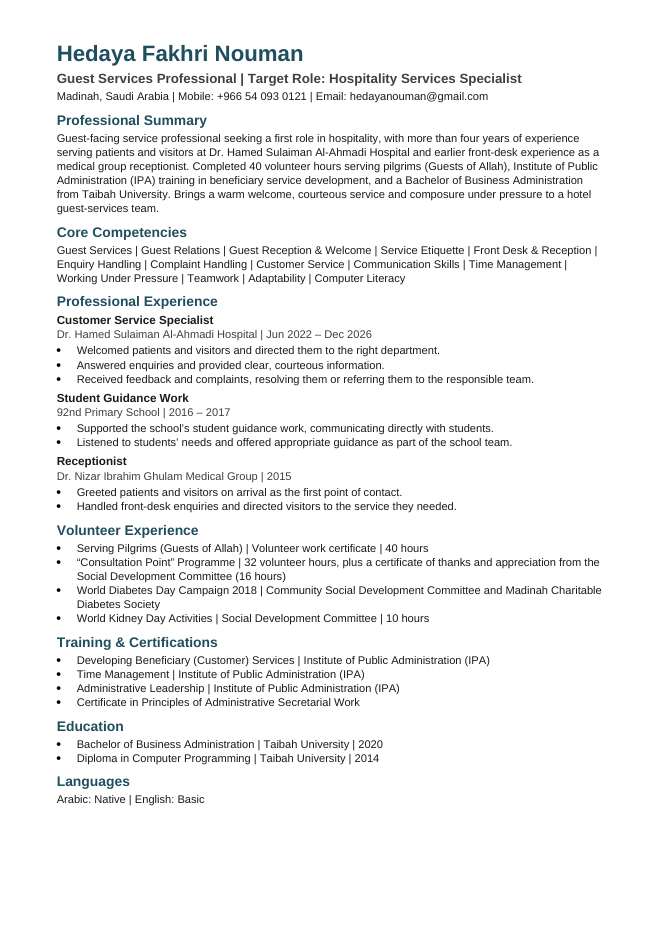 Hedaya Fakhri Nouman
Guest Services Professional | Target Role: Hospitality Services Specialist
Madinah, Saudi Arabia | Mobile: +966 54 093 0121 | Email: hedayanouman@gmail.com
Professional Summary
Guest-facing service professional seeking a first role in hospitality, with more than four years of experience
serving patients and visitors at Dr. Hamed Sulaiman Al-Ahmadi Hospital and earlier front-desk experience as a
medical group receptionist. Completed 40 volunteer hours serving pilgrims (Guests of Allah), Institute of Public
Administration (IPA) training in beneficiary service development, and a Bachelor of Business Administration
from Taibah University. Brings a warm welcome, courteous service and composure under pressure to a hotel
guest-services team.
Core Competencies
Guest Services | Guest Relations | Guest Reception & Welcome | Service Etiquette | Front Desk & Reception |
Enquiry Handling | Complaint Handling | Customer Service | Communication Skills | Time Management |
Working Under Pressure | Teamwork | Adaptability | Computer Literacy
Professional Experience
Customer Service Specialist
Dr. Hamed Sulaiman Al-Ahmadi Hospital | Jun 2022 – Dec 2026
• Welcomed patients and visitors and directed them to the right department.
• Answered enquiries and provided clear, courteous information.
• Received feedback and complaints, resolving them or referring them to the responsible team.
Student Guidance Work
92nd Primary School | 2016 – 2017
• Supported the school’s student guidance work, communicating directly with students.
• Listened to students’ needs and offered appropriate guidance as part of the school team.
Receptionist
Dr. Nizar Ibrahim Ghulam Medical Group | 2015
• Greeted patients and visitors on arrival as the first point of contact.
• Handled front-desk enquiries and directed visitors to the service they needed.
Volunteer Experience
• Serving Pilgrims (Guests of Allah) | Volunteer work certificate | 40 hours
• “Consultation Point” Programme | 32 volunteer hours, plus a certificate of thanks and appreciation from the
Social Development Committee (16 hours)
• World Diabetes Day Campaign 2018 | Community Social Development Committee and Madinah Charitable
Diabetes Society
• World Kidney Day Activities | Social Development Committee | 10 hours
Training & Certifications
• Developing Beneficiary (Customer) Services | Institute of Public Administration (IPA)
• Time Management | Institute of Public Administration (IPA)
• Administrative Leadership | Institute of Public Administration (IPA)
• Certificate in Principles of Administrative Secretarial Work
Education
• Bachelor of Business Administration | Taibah University | 2020
• Diploma in Computer Programming | Taibah University | 2014
Languages
Arabic: Native | English: Basic